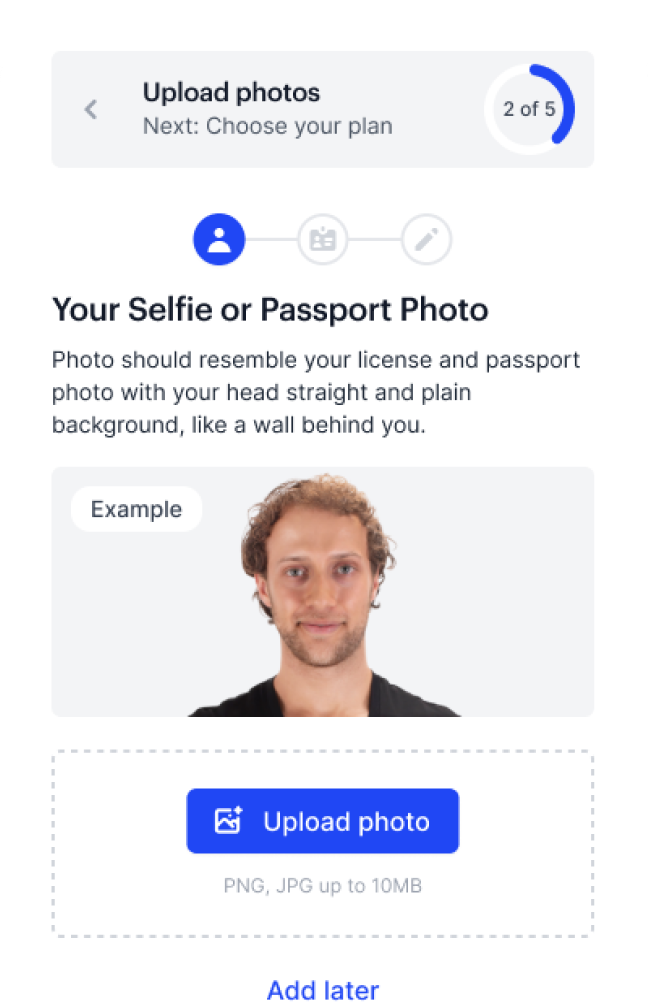 Upload photos
Next: Choose your plan
2 of 5
Your Selfie or Passport Photo
Photo should resemble your license and passport
photo with your head straight and plain
background, like a wall behind you.
Example
Upload photo
PNG, JPG up to 10MB
Add later